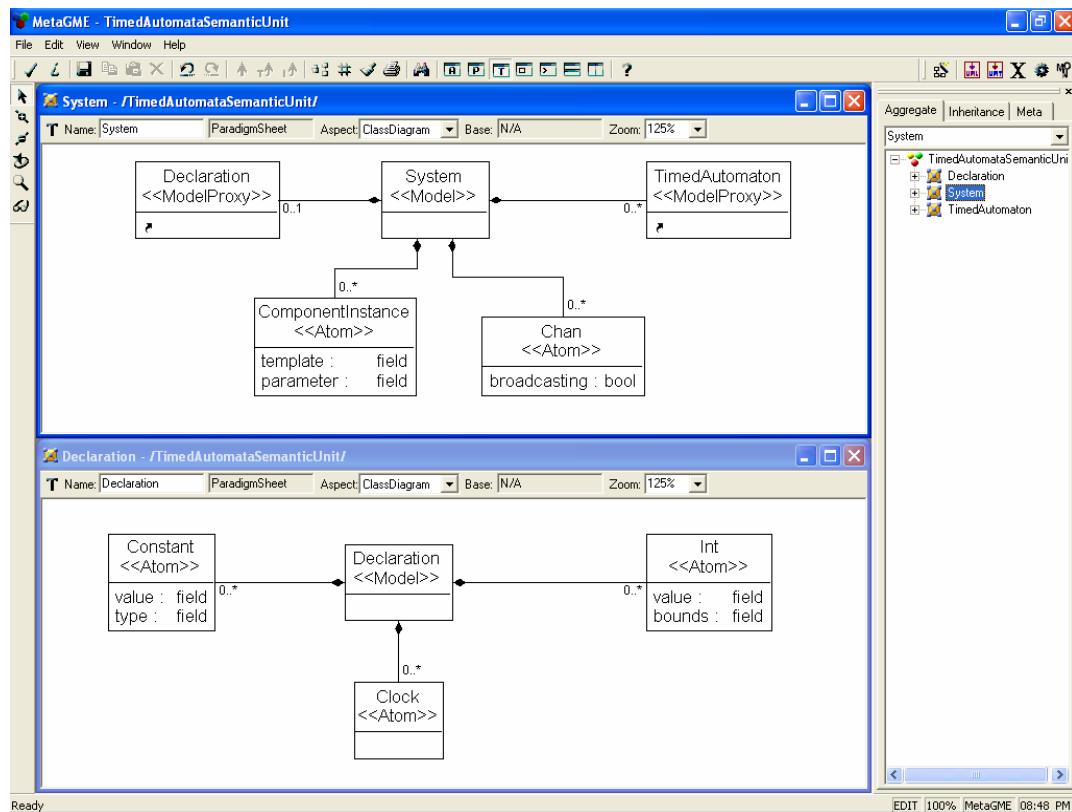 MetaGME - TimedAutomataSemanticUnit
File Edit View Window Help
System - /TimedAutomataSemanticUnit/
Name: System ParadigmSheet Aspect: ClassDiagram Base: N/A Zoom: 125%
Declaration
<<ModelProxy>>
0..1
System
<<Model>>
TimedAutomaton
<<ModelProxy>>
0..*
0..*
ComponentInstance
<<Atom>>
template : field
parameter : field
0..*
Chan
<<Atom>>
broadcasting : bool
Declaration - /TimedAutomataSemanticUnit/
Name: Declaration ParadigmSheet Aspect: ClassDiagram Base: N/A Zoom: 125%
Constant
<<Atom>>
value : field
type : field
0..*
Declaration
<<Model>>
Int
<<Atom>>
value : field
bounds : field
0..*
0..*
Clock
<<Atom>>
Aggregate Inheritance Meta
System
TimedAutomataSemanticUni
Declaration
System
TimedAutomaton
Ready
EDIT 100% MetaGME 08:48 PM